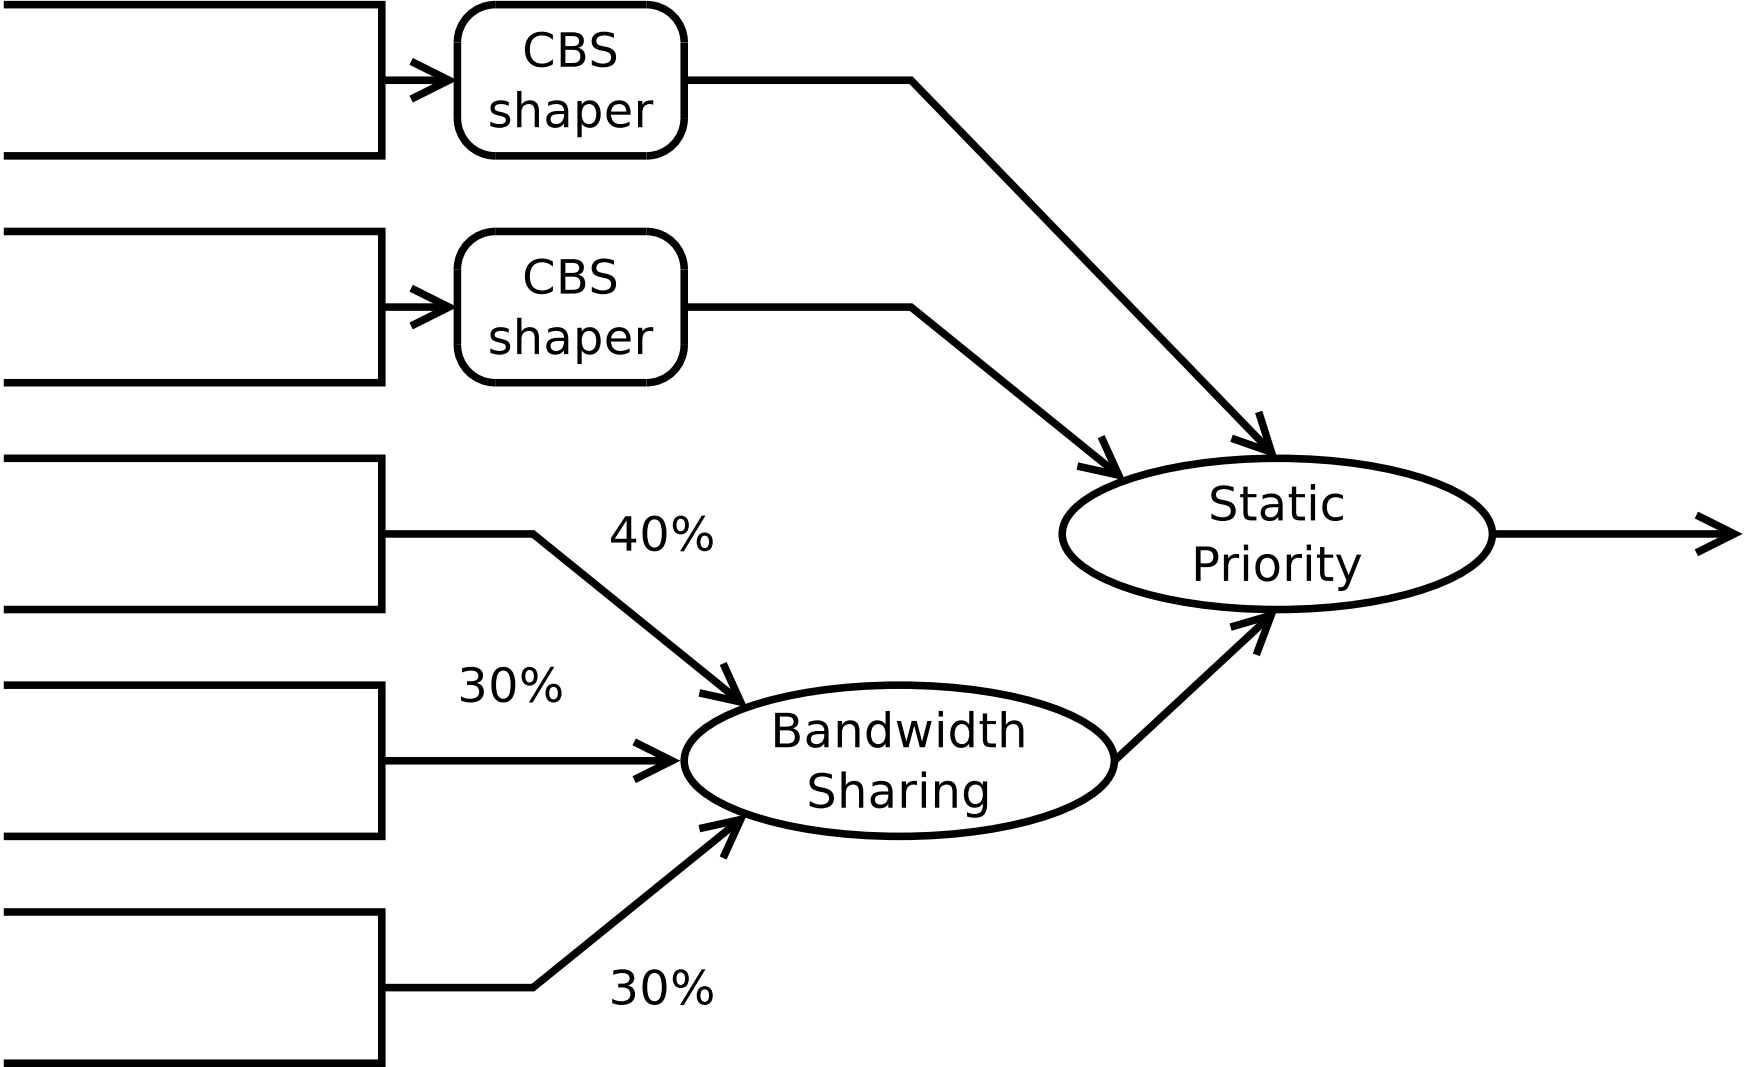 CBS
shaper
CBS
shaper
40%
Static
Priority
30%
Bandwidth
Sharing
30%